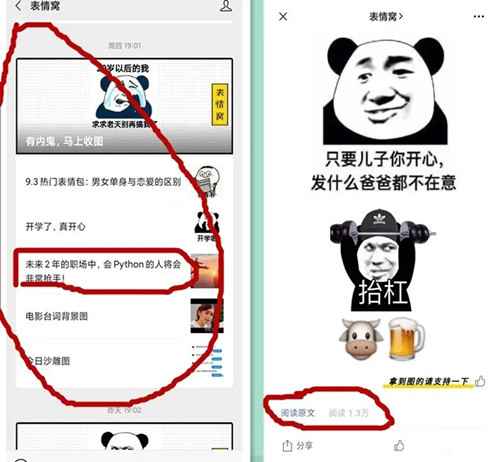 表情窝
周四 19:01
30岁以后的我
求求老天别再搞我了
表情窝
有内鬼，马上收图
9.3热门表情包：男女单身与恋爱的区别
开学了，真开心
开学
未来2年的职场中，会Python的人将会
非常抢手！
电影台词背景图
今日沙雕图
昨天 19:02
表情窝
只要儿子你开心，
发什么爸爸都不在意
抬杠
拿到图的请支持一下
阅读原文 阅读 1.3万
分享